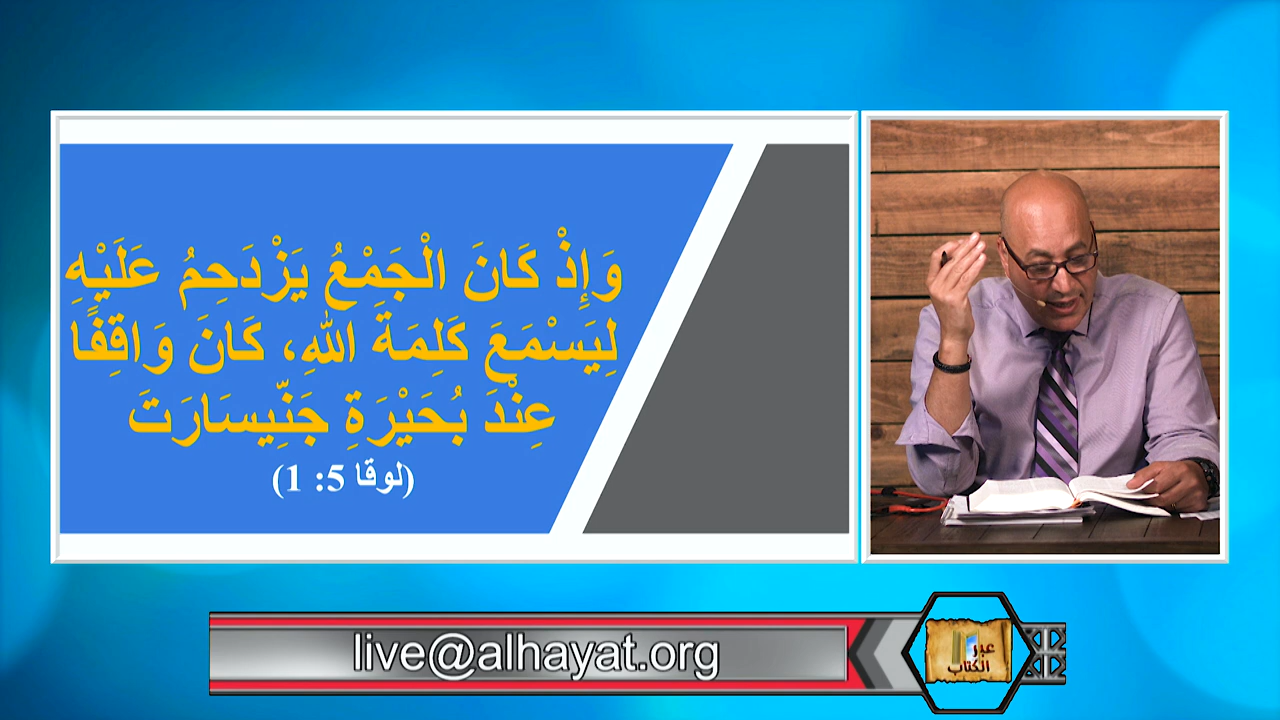 وَإِذْ كَانَ الْجَمْعُ يَزْدَحِمُ عَلَيْهِ
لِيَسْمَعَ كَلِمَةَ اللهِ، كَانَ وَاقِفًا
عِنْدَ بُحَيْرَةِ جَنِّيسَارَتَ
(لوقا 5: 1)
live@alhayat.org
عبر
الكتاب